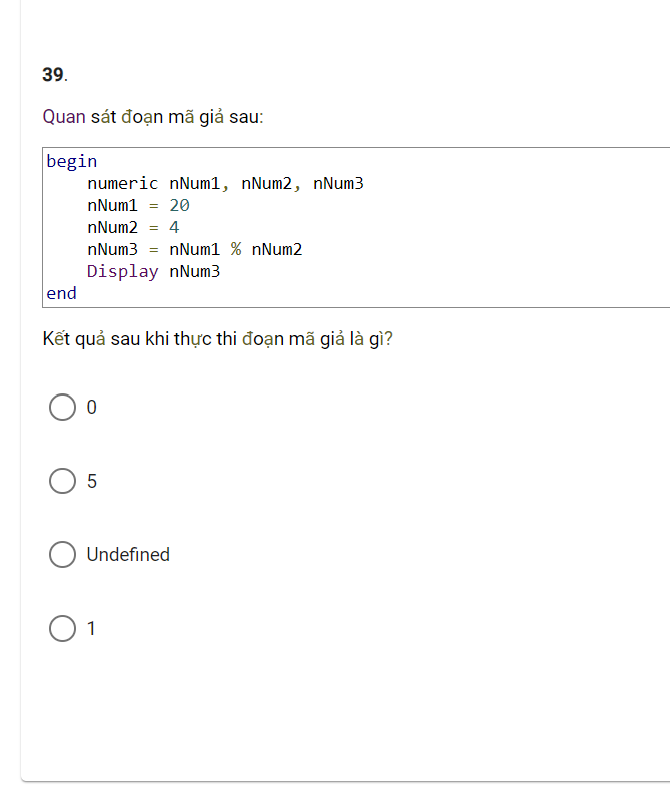 39.
Quan sát đoạn mã giả sau:
begin
    numeric nNum1, nNum2, nNum3
    nNum1 = 20
    nNum2 = 4
    nNum3 = nNum1 % nNum2
    Display nNum3
end
Kết quả sau khi thực thi đoạn mã giả là gì?
0
5
Undefined
1